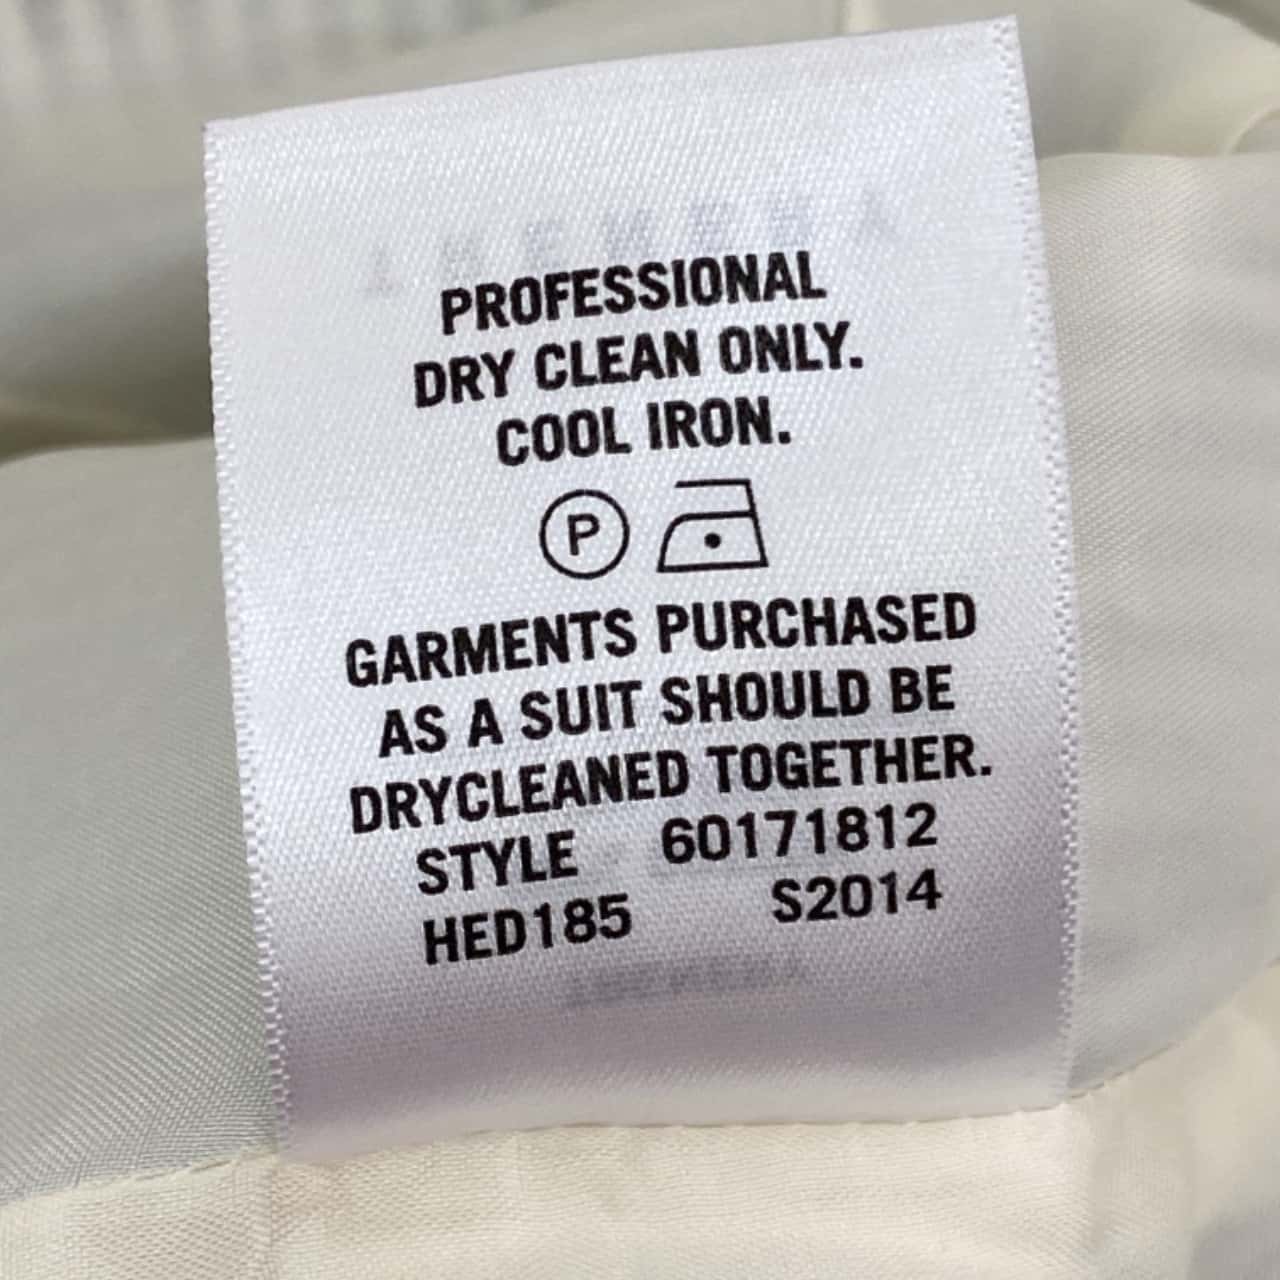 PROFESSIONAL
DRY CLEAN ONLY.
COOL IRON.
P
GARMENTS PURCHASED
AS A SUIT SHOULD BE
DRYCLEANED TOGETHER.
STYLE 60171812
HED185 S2014